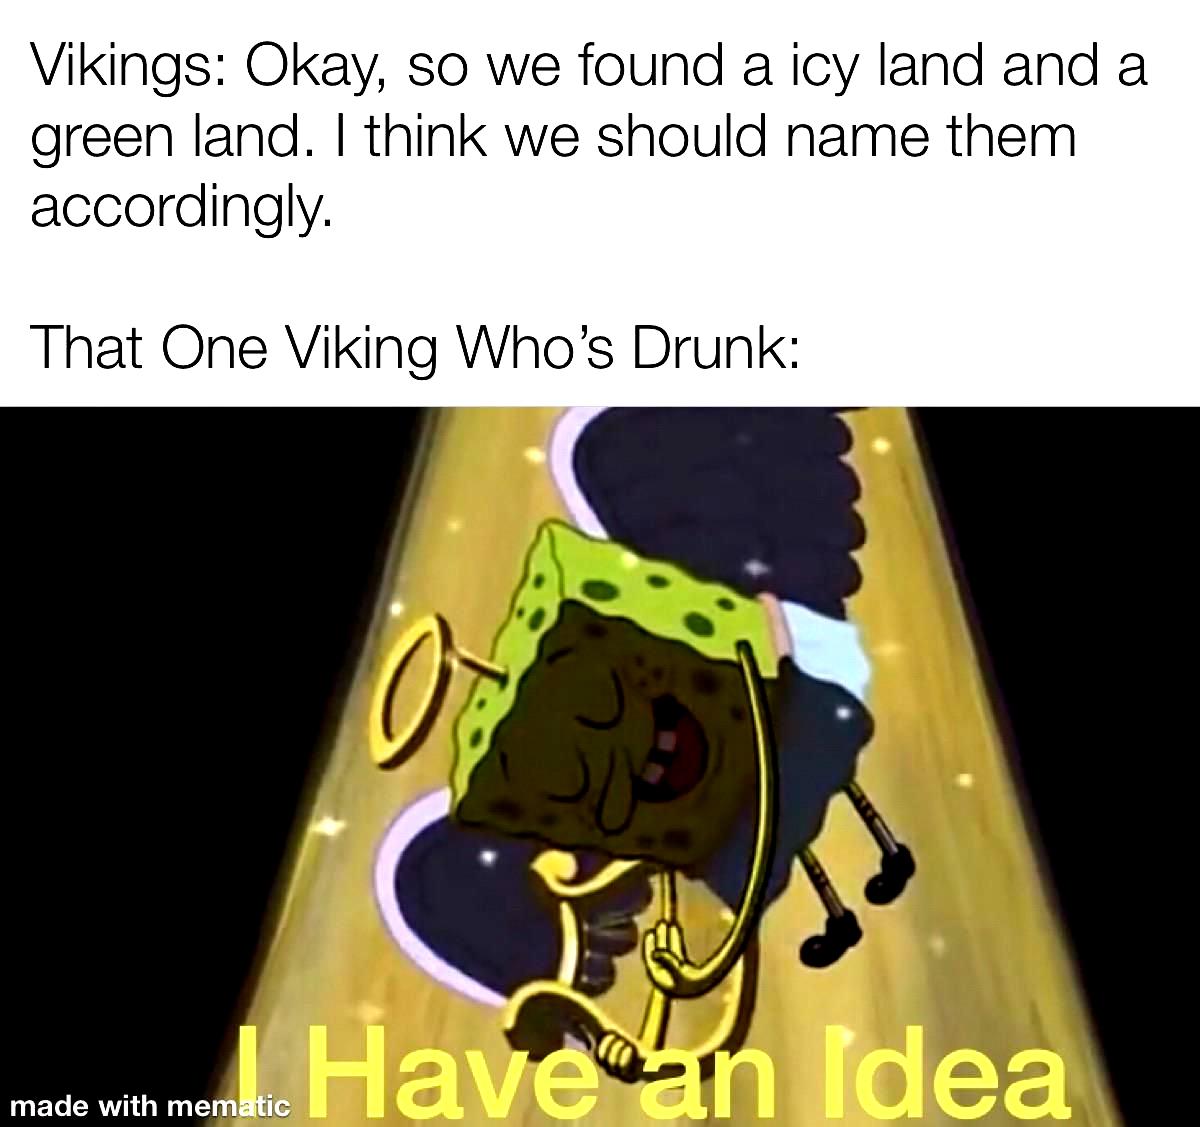 Vikings: Okay, so we found a icy land and a
green land. I think we should name them
accordingly.
That One Viking Who’s Drunk:
I Have an Idea
made with mematic